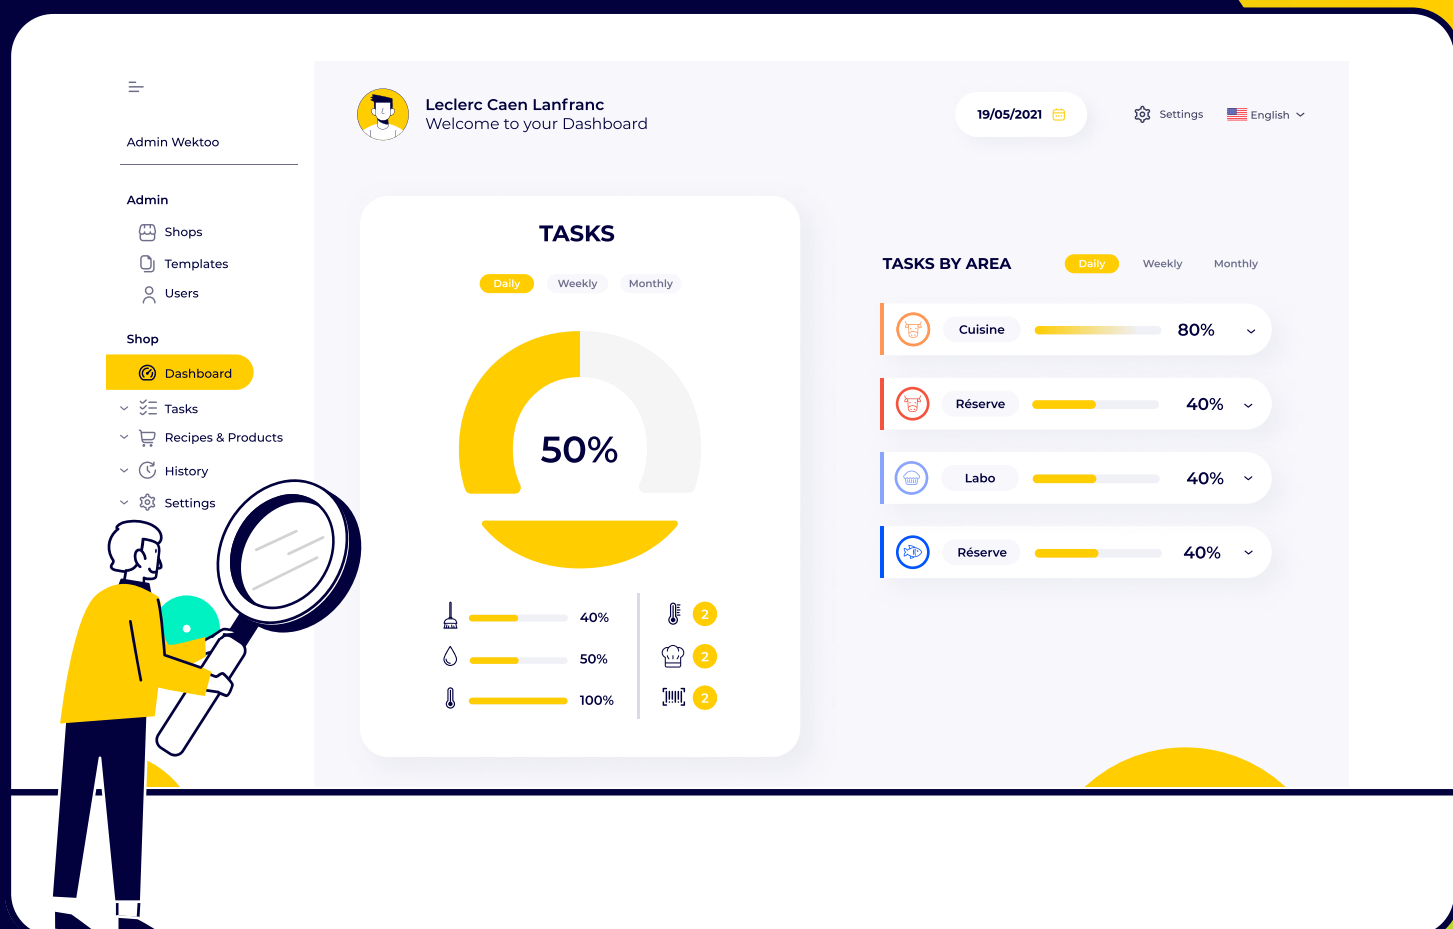 Admin Wektoo
Admin
Shops
Templates
Users
Shop
Dashboard
Tasks
Recipes & Products
History
Settings
Leclerc Caen Lanfranc
Welcome to your Dashboard
19/05/2021
Settings
English
TASKS
Daily Weekly Monthly
50%
40%
50%
100%
2
2
2
TASKS BY AREA
Daily Weekly Monthly
Cuisine 80%
Réserve 40%
Labo 40%
Réserve 40%